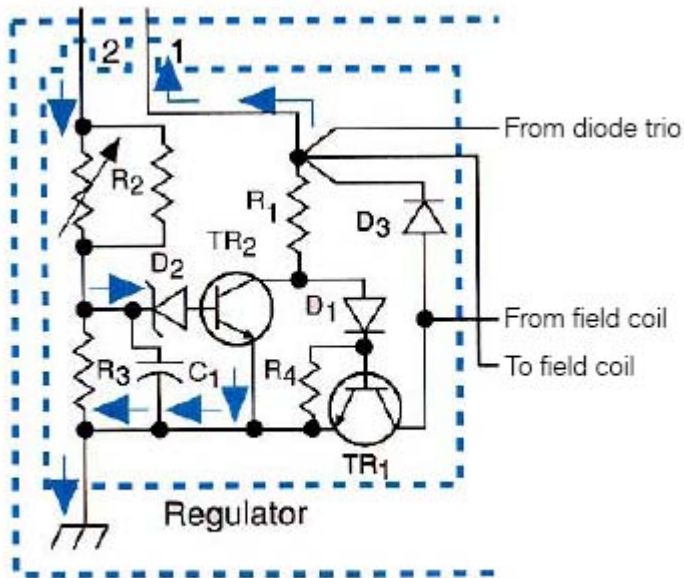 2 1
From diode trio
R2
R1
D3
TR2
D2
D1
From field coil
R3
C1
R4
To field coil
TR1
Regulator